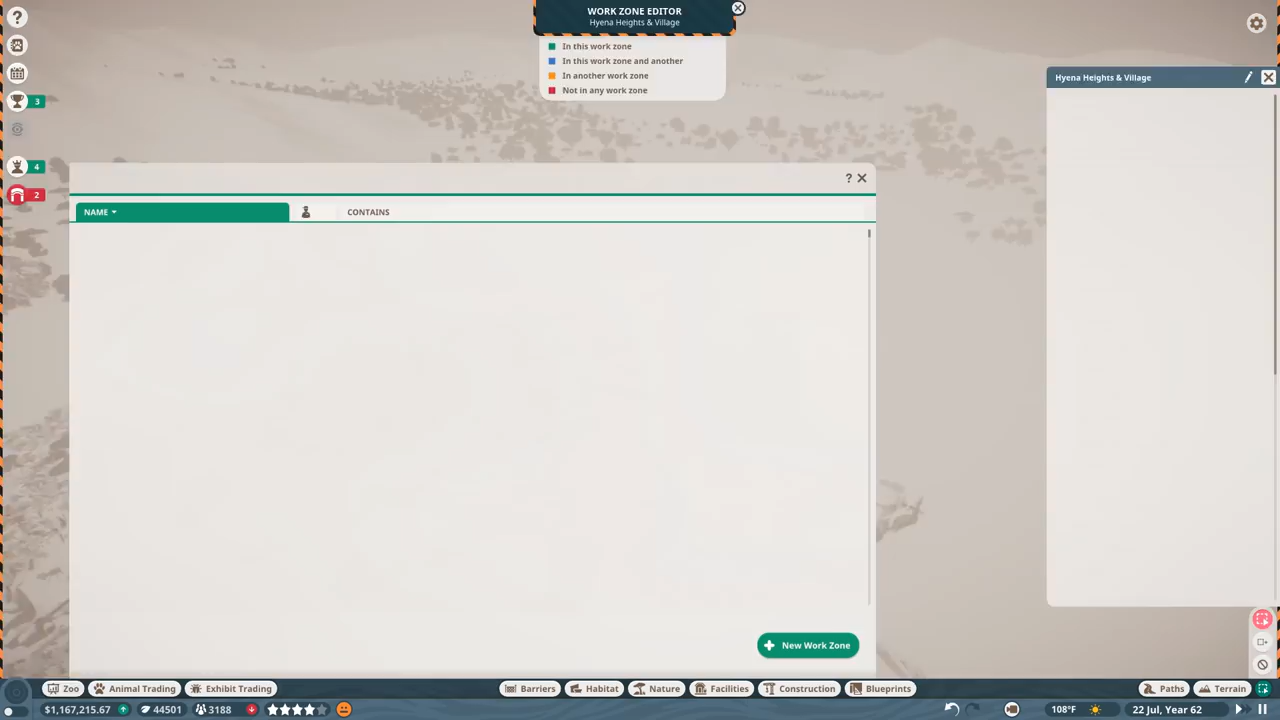 WORK ZONE EDITOR
Hyena Heights & Village
In this work zone
In this work zone and another
In another work zone
Not in any work zone
3
4
2
Hyena Heights & Village
?
NAME
CONTAINS
New Work Zone
Zoo
Animal Trading
Exhibit Trading
Barriers
Habitat
Nature
Facilities
Construction
Blueprints
Paths
Terrain
$1,167,215.67
44501
3188
108°F
22 Jul, Year 62